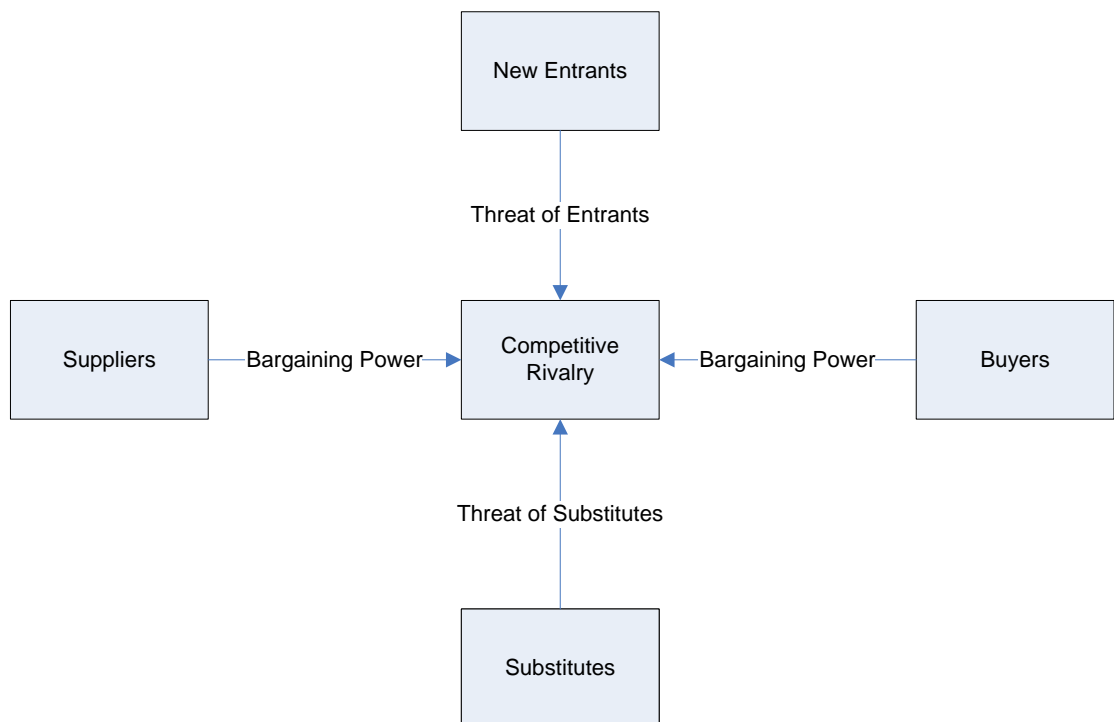 New Entrants
Threat of Entrants
Suppliers
Bargaining Power
Competitive
Rivalry
Bargaining Power
Buyers
Threat of Substitutes
Substitutes